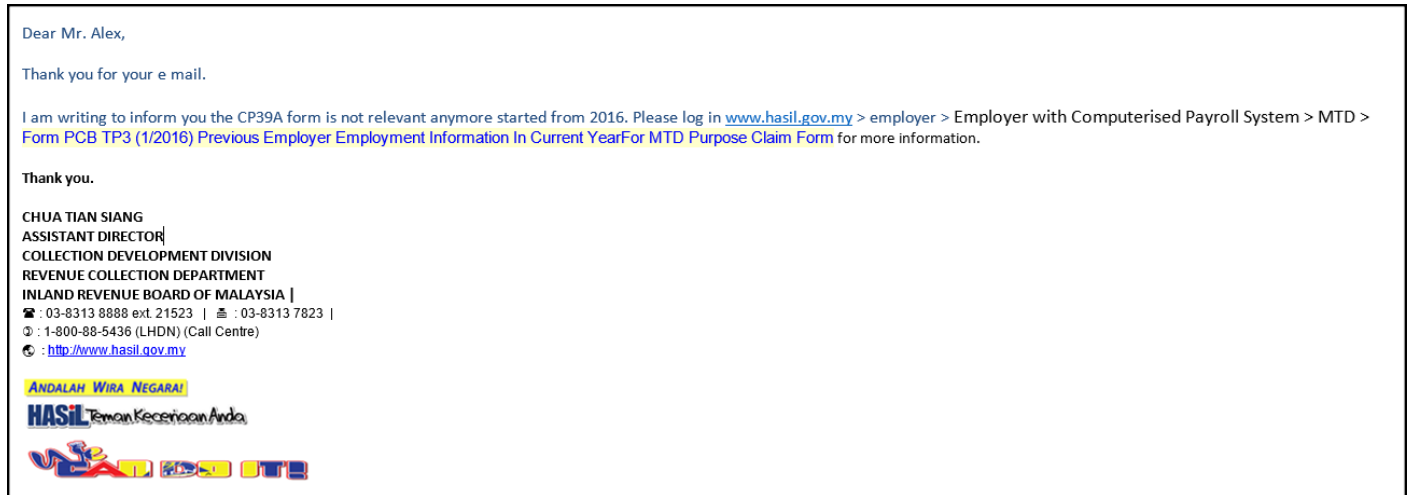 Dear Mr. Alex,
Thank you for your e mail.
I am writing to inform you the CP39A form is not relevant anymore started from 2016. Please log in www.hasil.gov.my > employer > Employer with Computerised Payroll System > MTD >
Form PCB TP3 (1/2016) Previous Employer Employment Information In Current YearFor MTD Purpose Claim Form for more information.
Thank you.
CHUA TIAN SIANG
ASSISTANT DIRECTOR
COLLECTION DEVELOPMENT DIVISION
REVENUE COLLECTION DEPARTMENT
INLAND REVENUE BOARD OF MALAYSIA |
☎ : 03-8313 8888 ext. 21523 | 🖷 : 03-8313 7823 |
✆ : 1-800-88-5436 (LHDN) (Call Centre)
🌏 : http://www.hasil.gov.my
ANDALAH WIRA NEGARA!
HASiL Teman Keceriaan Anda
We CAN DO IT!